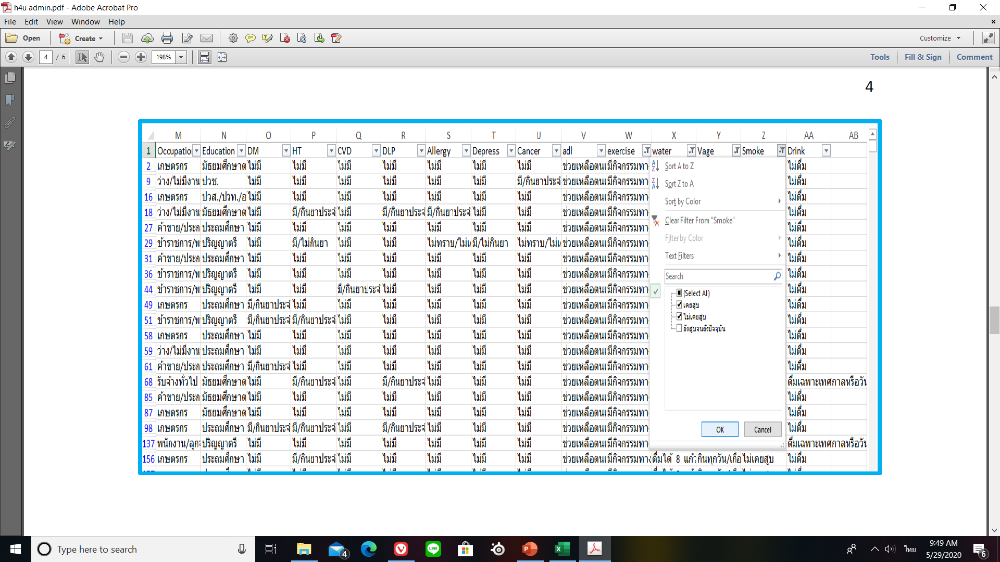 h4u admin.pdf - Adobe Acrobat Pro
File Edit View Window Help
Open Create Customize
4 / 6 198% Tools Fill & Sign Comment
4
M N O P Q R S T U V W X Y Z AA AB
1 Occupation Education DM HT CVD DLP Allergy Depress Cancer adl exercise water Vage Smoke Drink
2 เกษตรกร มัธยมศึกษาต ไม่มี ไม่มี ไม่มี ไม่มี ไม่มี ไม่มี ไม่มี ช่วยเหลือตน มีกิจกรรมทา Sort A to Z ไม่ดื่ม
9 ว่าง/ไม่มีงาน ปวช. ไม่มี ไม่มี ไม่มี ไม่มี ไม่มี ไม่มี มี/กินยาประจำ ช่วยเหลือตน มีกิจกรรมทา Sort Z to A ไม่ดื่ม
16 เกษตรกร ปวส./ปวท./อ ไม่มี ไม่มี ไม่มี ไม่มี ไม่มี ไม่มี ไม่มี ช่วยเหลือตน มีกิจกรรมทา Sort by Color ไม่ดื่ม
18 ว่าง/ไม่มีงาน มัธยมศึกษาต ไม่มี มี/กินยาประจำ ไม่มี มี/กินยาประจำ มี/กินยาประจำ ไม่มี ไม่มี ช่วยเหลือตน มีกิจกรรมทา Clear Filter From "Smoke" ไม่ดื่ม
27 ค้าขาย/ประก ประถมศึกษา ไม่มี ไม่มี ไม่มี ไม่มี ไม่มี ไม่มี ไม่มี ช่วยเหลือตน มีกิจกรรมทา ไม่ดื่ม
29 ข้าราชการ/พ ปริญญาตรี ไม่มี มี/ไม่กินยา ไม่มี ไม่มี ไม่ทราบ/ไม่เ มี/ไม่กินยา ไม่ทราบ/ไม่เ ช่วยเหลือตน มีกิจกรรมทา Filter by Color ไม่ดื่ม
31 ค้าขาย/ประก ประถมศึกษา ไม่มี ไม่มี ไม่มี ไม่มี ไม่มี ไม่มี ไม่มี ช่วยเหลือตน มีกิจกรรมทา Text Filters ไม่ดื่ม
36 ข้าราชการ/พ ปริญญาตรี ไม่มี ไม่มี ไม่มี ไม่มี ไม่มี ไม่มี ไม่มี ช่วยเหลือตน มีกิจกรรมทา Search ไม่ดื่ม
44 ข้าราชการ/พ ปริญญาตรี ไม่มี ไม่มี มี/กินยาประจำ ไม่มี ไม่มี ไม่มี ไม่มี ช่วยเหลือตน มีกิจกรรมทา (Select All) ไม่ดื่ม
49 เกษตรกร ประถมศึกษา มี/กินยาประจำ ไม่มี ไม่มี ไม่มี ไม่มี ไม่มี ไม่มี ช่วยเหลือตน มีกิจกรรมทา เคยสูบ ไม่ดื่ม
51 ข้าราชการ/พ ปริญญาตรี มี/กินยาประจำ มี/กินยาประจำ ไม่มี ไม่มี ไม่มี ไม่มี ไม่มี ช่วยเหลือตน มีกิจกรรมทา ไม่เคยสูบ ไม่ดื่ม
58 เกษตรกร ประถมศึกษา ไม่มี ไม่มี ไม่มี ไม่มี ไม่มี ไม่มี ไม่มี ช่วยเหลือตน มีกิจกรรมทา ยังสูบจนถึงปัจจุบัน ไม่ดื่ม
59 ว่าง/ไม่มีงาน ประถมศึกษา ไม่มี ไม่มี ไม่มี ไม่มี ไม่มี ไม่มี ไม่มี ช่วยเหลือตน มีกิจกรรมทา ไม่ดื่ม
61 ค้าขาย/ประก ประถมศึกษา มี/กินยาประจำ ไม่มี ไม่มี ไม่มี ไม่มี ไม่มี ไม่มี ช่วยเหลือตน มีกิจกรรมทา ไม่ดื่ม
68 รับจ้างทั่วไป มัธยมศึกษาต ไม่มี มี/กินยาประจำ ไม่มี มี/กินยาประจำ ไม่มี ไม่มี ไม่มี ช่วยเหลือตน มีกิจกรรมทา ดื่มเฉพาะเทศกาลหรือวัน
85 ค้าขาย/ประก มัธยมศึกษาต ไม่มี ไม่มี ไม่มี ไม่มี ไม่มี ไม่มี ไม่มี ช่วยเหลือตน มีกิจกรรมทา ไม่ดื่ม
87 เกษตรกร มัธยมศึกษาต ไม่มี ไม่มี ไม่มี ไม่มี ไม่มี ไม่มี ไม่มี ช่วยเหลือตน มีกิจกรรมทา ไม่ดื่ม
98 เกษตรกร ประถมศึกษา มี/กินยาประจำ มี/กินยาประจำ ไม่มี มี/กินยาประจำ ไม่มี ไม่มี ไม่มี ช่วยเหลือตน มีกิจกรรมทา OK Cancel ไม่ดื่ม
137 พนักงาน/ลูกจ ปริญญาตรี ไม่มี ไม่มี ไม่มี ไม่มี ไม่มี ไม่มี ไม่มี ช่วยเหลือตน มีกิจกรรมทา ดื่มเฉพาะเทศกาลหรือวัน
156 เกษตรกร ประถมศึกษา ไม่มี มี/กินยาประจำ ไม่มี ไม่มี ไม่มี ไม่มี ไม่มี ช่วยเหลือตน มีกิจกรรมทา ดื่มได้ 8 แก้ว กินทุกวัน/เกือ ไม่เคยสูบ ไม่ดื่ม
Type here to search 4 LINE ไทย 9:49 AM 6
5/29/2020